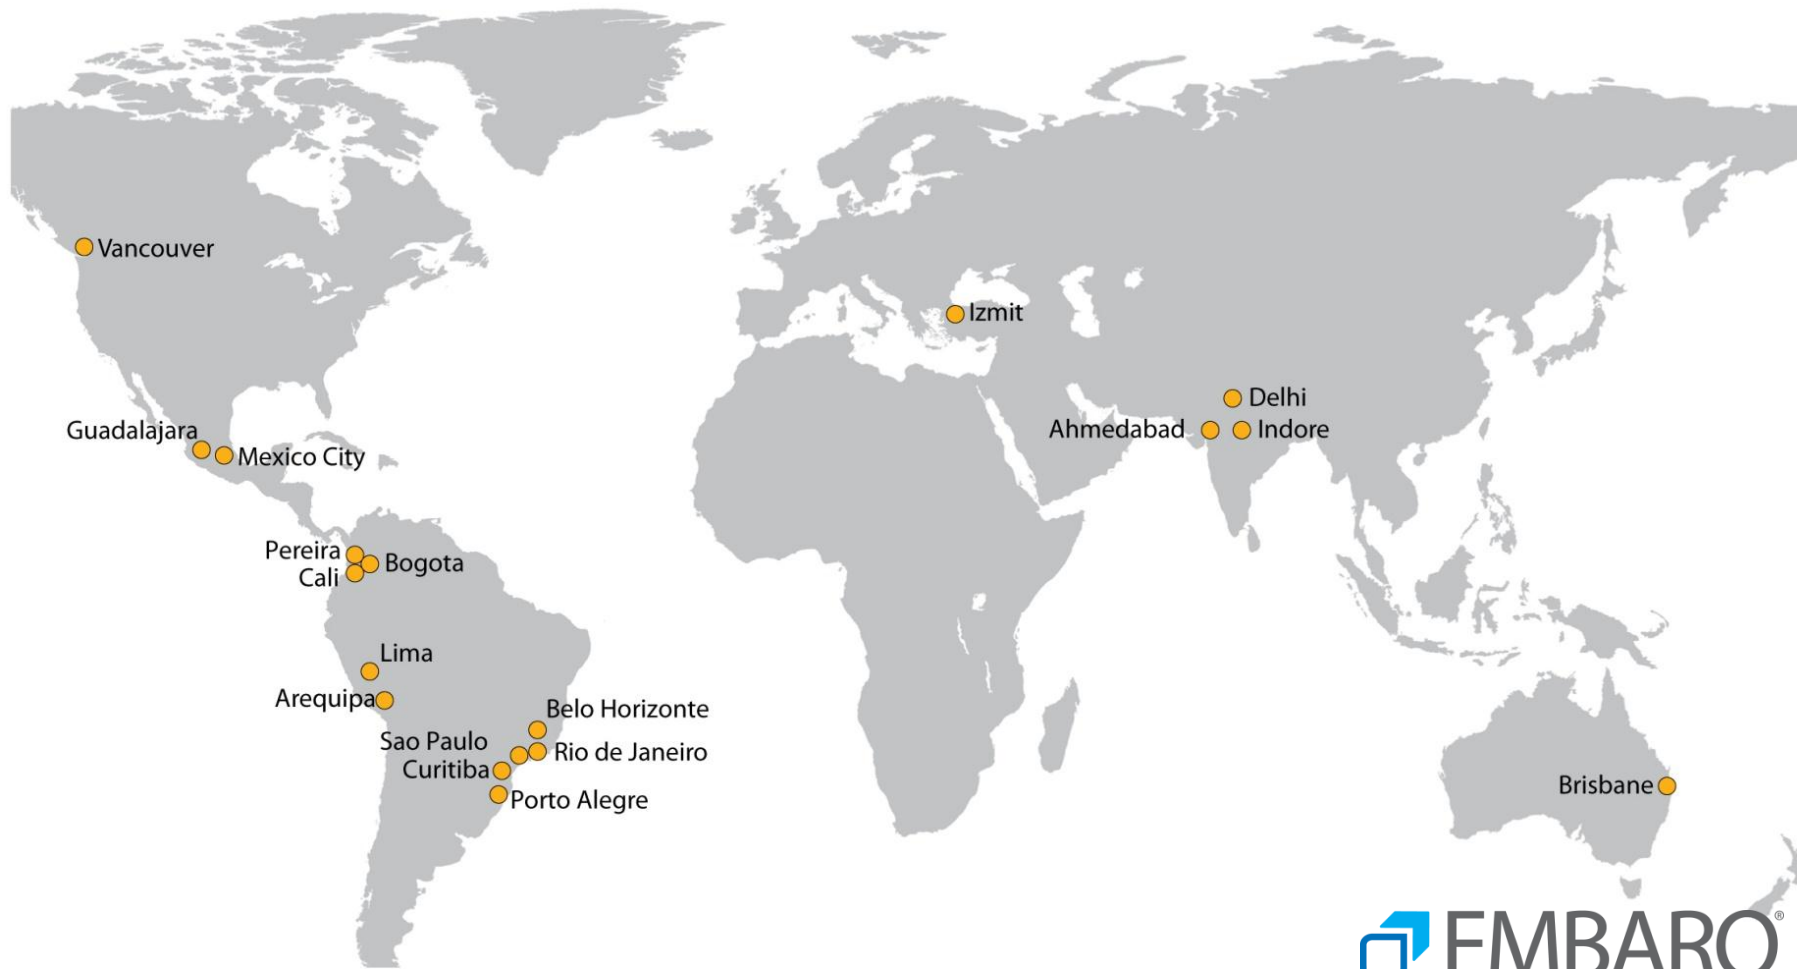 Vancouver
Izmit
Delhi
Ahmedabad
Indore
Guadalajara
Mexico City
Pereira
Bogota
Cali
Lima
Arequipa
Belo Horizonte
Sao Paulo
Rio de Janeiro
Curitiba
Porto Alegre
Brisbane
EMBARQ®